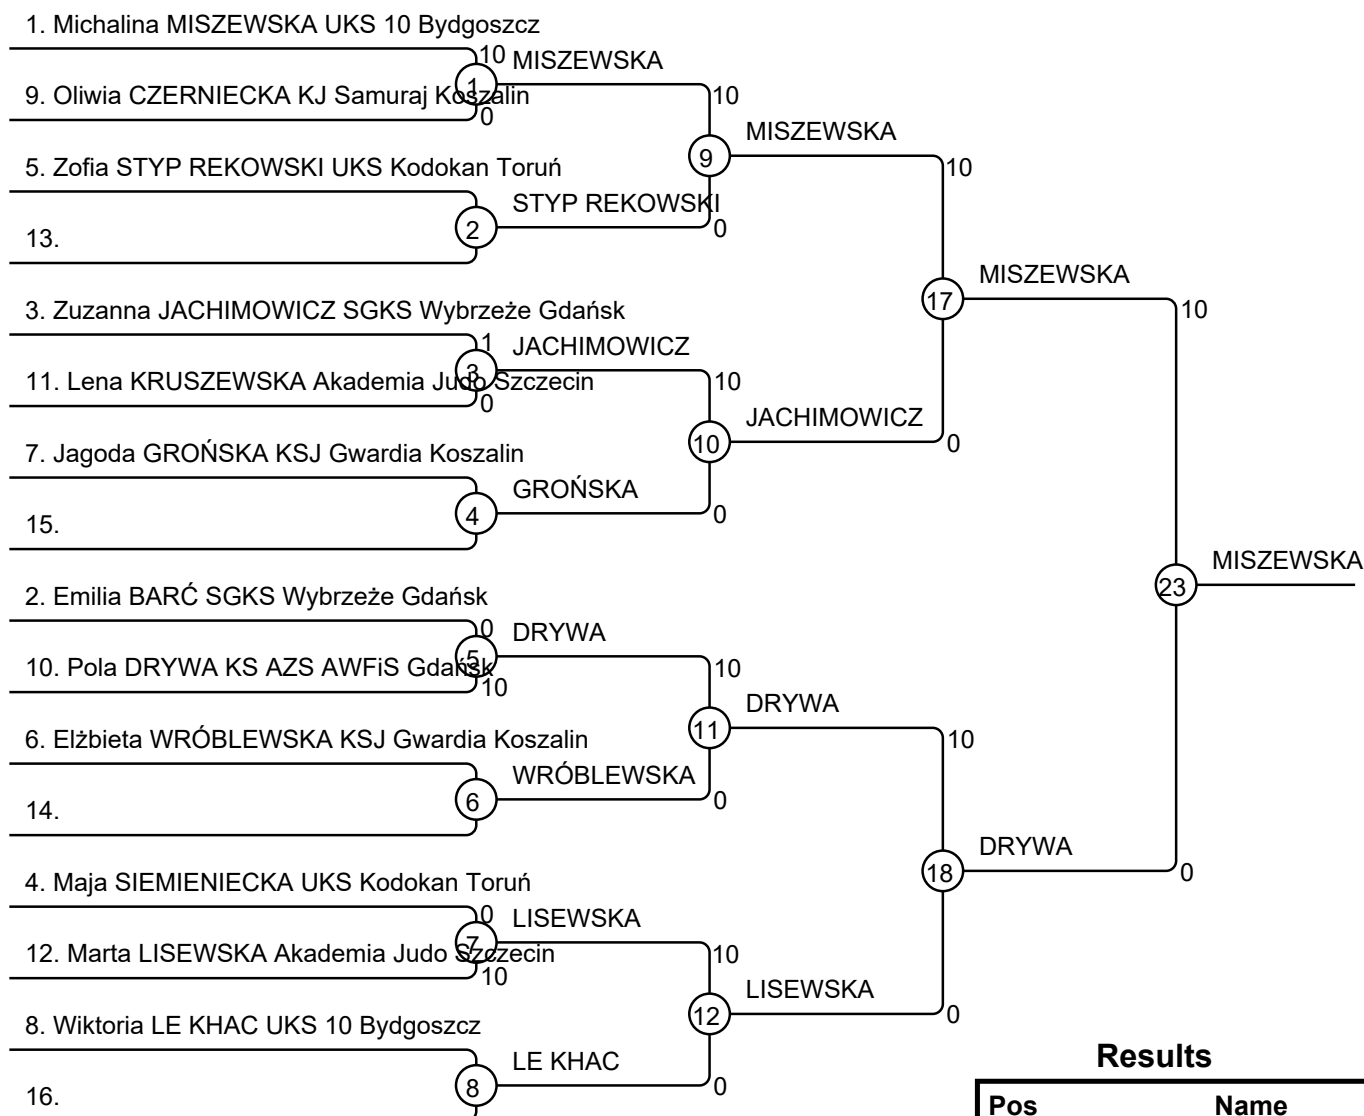 1. Michalina MISZEWSKA UKS 10 Bydgoszcz
10 MISZEWSKA
1
9. Oliwia CZERNIECKA KJ Samuraj Koszalin
10
0
MISZEWSKA
9
5. Zofia STYP REKOWSKI UKS Kodokan Toruń
10
STYP REKOWSKI
2
0
13.
MISZEWSKA
17
10
3. Zuzanna JACHIMOWICZ SGKS Wybrzeże Gdańsk
1 JACHIMOWICZ
3
11. Lena KRUSZEWSKA Akademia Judo Szczecin
10
0
JACHIMOWICZ
10
0
7. Jagoda GROŃSKA KSJ Gwardia Koszalin
GROŃSKA
4
0
15.
MISZEWSKA
23
2. Emilia BARĆ SGKS Wybrzeże Gdańsk
0 DRYWA
5
10. Pola DRYWA KS AZS AWFiS Gdańsk
10
10
DRYWA
11
6. Elżbieta WRÓBLEWSKA KSJ Gwardia Koszalin
10
WRÓBLEWSKA
6
0
14.
DRYWA
18
0
4. Maja SIEMIENIECKA UKS Kodokan Toruń
0 LISEWSKA
7
12. Marta LISEWSKA Akademia Judo Szczecin
10
10
LISEWSKA
12
0
8. Wiktoria LE KHAC UKS 10 Bydgoszcz
LE KHAC
8
0
16.
Results
Pos Name